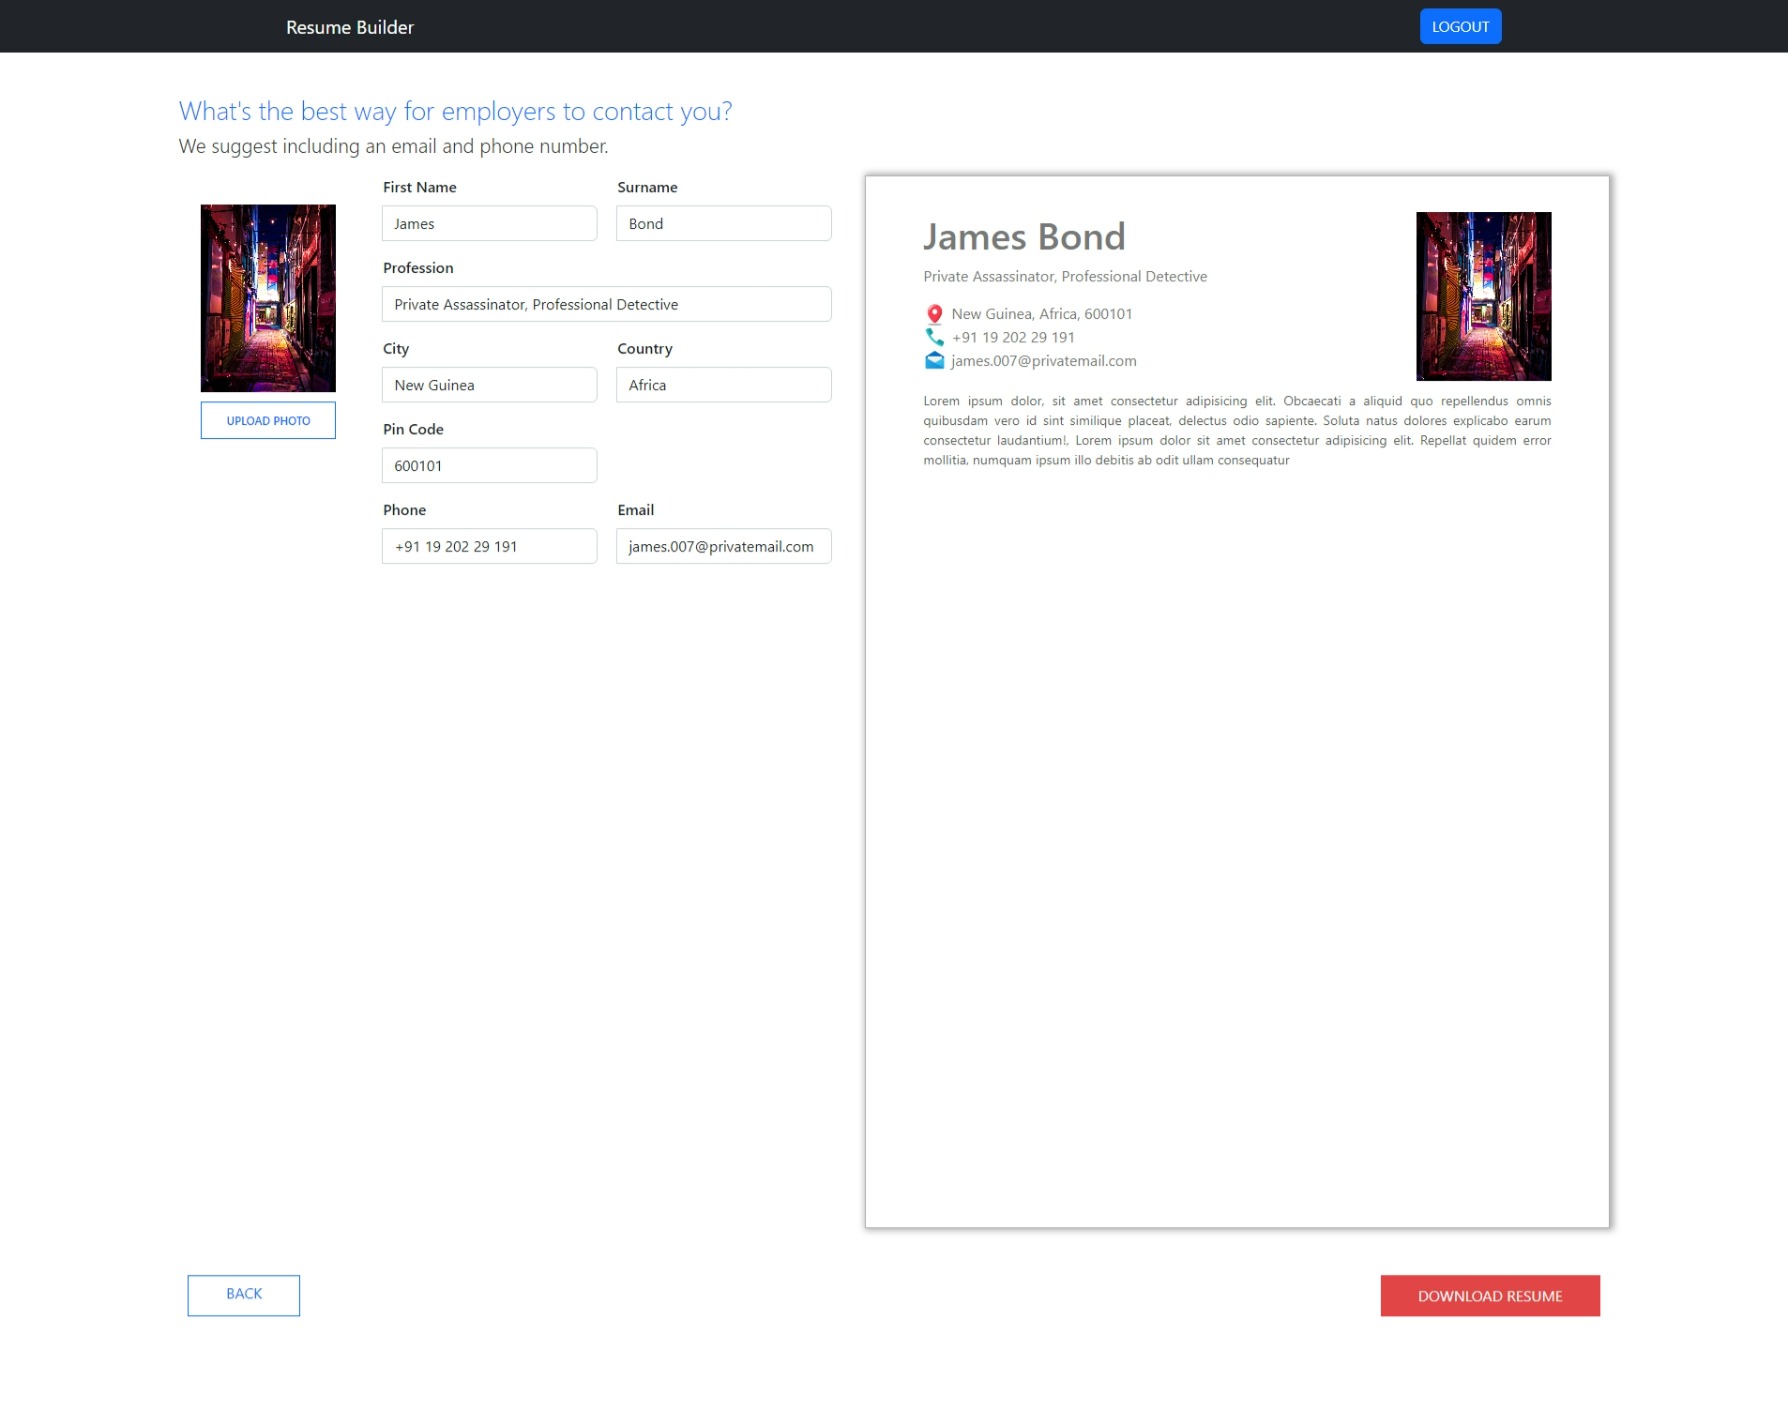 Resume Builder
LOGOUT
What's the best way for employers to contact you?
We suggest including an email and phone number.
UPLOAD PHOTO
First Name
Surname
James
Bond
Profession
Private Assassinator, Professional Detective
City
Country
New Guinea
Africa
Pin Code
600101
Phone
Email
+91 19 202 29 191
james.007@privatemail.com
James Bond
Private Assassinator, Professional Detective
New Guinea, Africa, 600101
+91 19 202 29 191
james.007@privatemail.com
Lorem ipsum dolor, sit amet consectetur adipisicing elit. Obcaecati a aliquid quo repellendus omnis
quibusdam vero id sint similique placeat, delectus odio sapiente. Soluta natus dolores explicabo earum
consectetur laudantium!, Lorem ipsum dolor sit amet consectetur adipisicing elit. Repellat quidem error
mollitia, numquam ipsum illo debitis ab odit ullam consequatur
BACK
DOWNLOAD RESUME